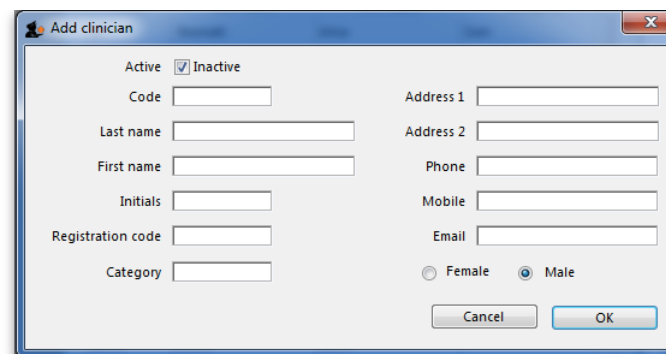 Add clinician
Active Inactive
Code Address 1
Last name Address 2
First name Phone
Initials Mobile
Registration code Email
Category Female Male
Cancel OK